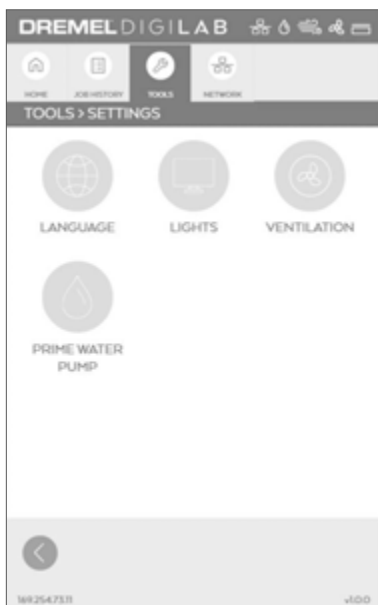 DREMEL DIGILAB
HOME JOB HISTORY TOOLS NETWORK
TOOLS > SETTINGS
LANGUAGE LIGHTS VENTILATION
PRIME WATER
PUMP
169.254.73.11 v1.0.0